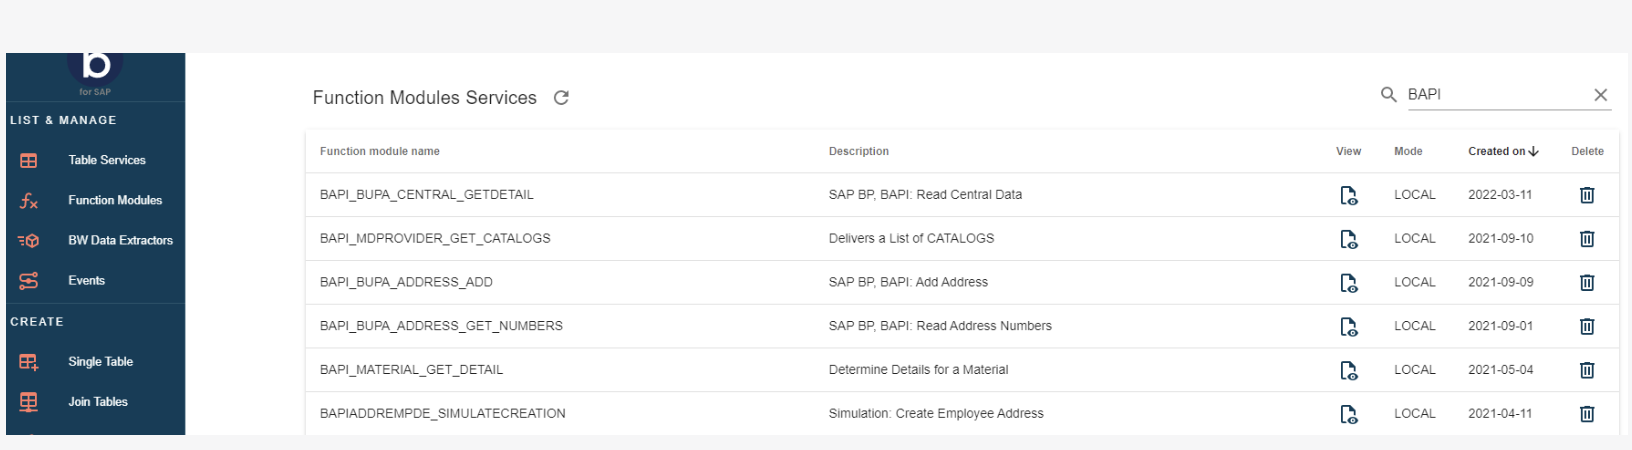 b
for SAP
LIST & MANAGE
Table Services
Function Modules
BW Data Extractors
Events
CREATE
Single Table
Join Tables
Function Modules Services
BAPI
Function module name Description View Mode Created on Delete
BAPI_BUPA_CENTRAL_GETDETAIL SAP BP, BAPI: Read Central Data LOCAL 2022-03-11
BAPI_MDPROVIDER_GET_CATALOGS Delivers a List of CATALOGS LOCAL 2021-09-10
BAPI_BUPA_ADDRESS_ADD SAP BP, BAPI: Add Address LOCAL 2021-09-09
BAPI_BUPA_ADDRESS_GET_NUMBERS SAP BP, BAPI: Read Address Numbers LOCAL 2021-09-01
BAPI_MATERIAL_GET_DETAIL Determine Details for a Material LOCAL 2021-05-04
BAPIADDREMPDE_SIMULATECREATION Simulation: Create Employee Address LOCAL 2021-04-11